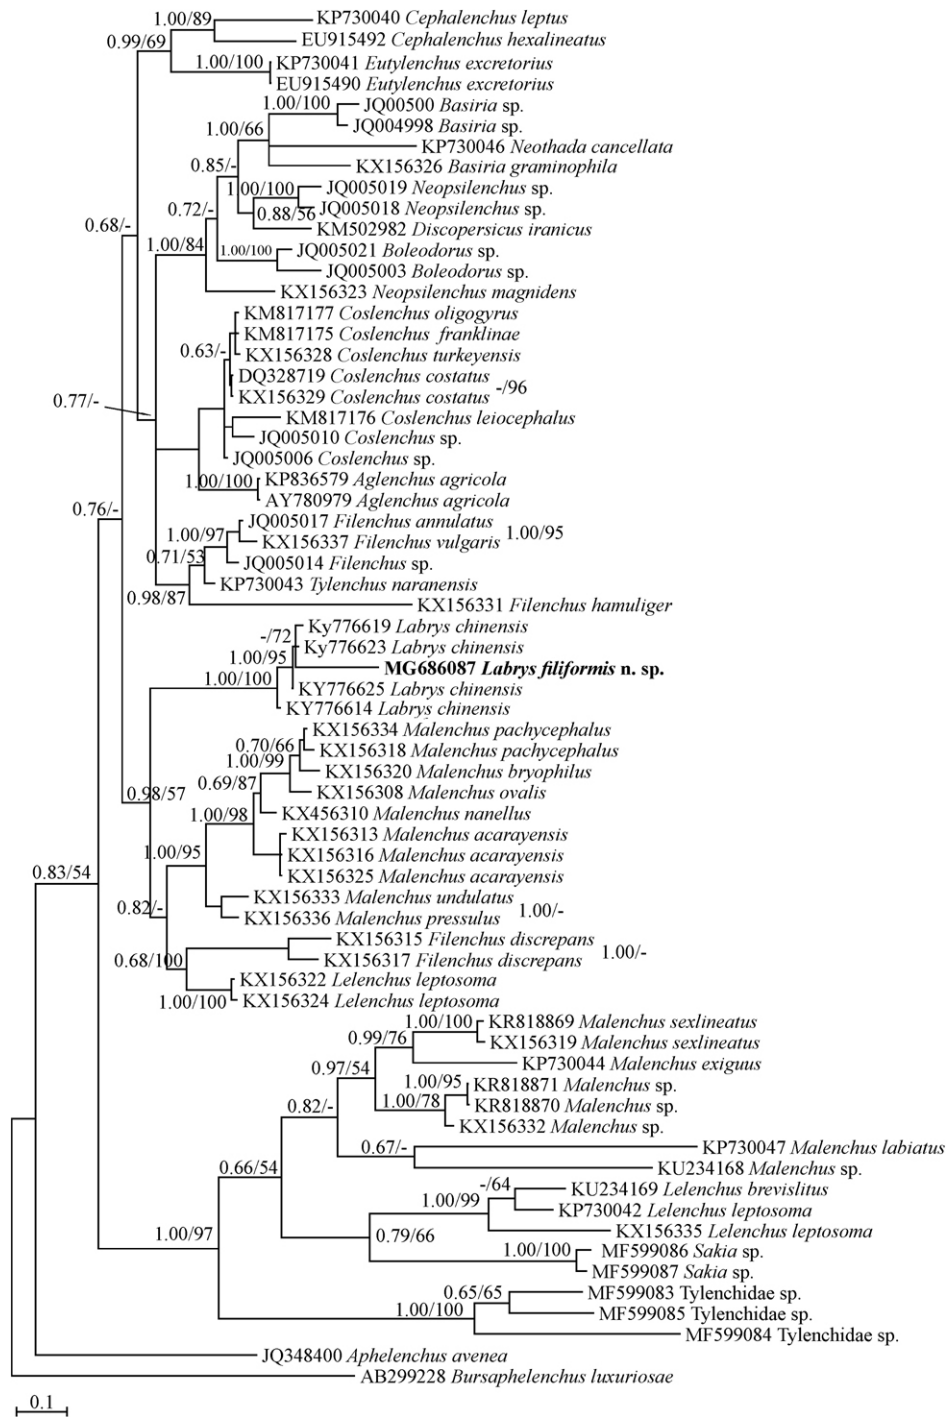 1.00/89
KP730040 Cephalenchus leptus
0.99/69
EU915492 Cephalenchus hexalineatus
1.00/100
KP730041 Eutylenchus excretorius
EU915490 Eutylenchus excretorius
1.00/100
JQ00500 Basiria sp.
JQ004998 Basiria sp.
1.00/66
KP730046 Neothada cancellata
0.85/-
KX156326 Basiria graminophila
1.00/100
JQ005019 Neopsilenchus sp.
0.72/-
0.88/56
JQ005018 Neopsilenchus sp.
0.68/-
KM502982 Discopersicus iranicus
1.00/84
1.00/100
JQ005021 Boleodorus sp.
JQ005003 Boleodorus sp.
KX156323 Neopsilenchus magnidens
KM817177 Coslenchus oligogyrus
KM817175 Coslenchus franklinae
0.63/-
KX156328 Coslenchus turkeyensis
DQ328719 Coslenchus costatus
-/96
KX156329 Coslenchus costatus
0.77/-
KM817176 Coslenchus leiocephalus
JQ005010 Coslenchus sp.
JQ005006 Coslenchus sp.
1.00/100
KP836579 Aglenchus agricola
AY780979 Aglenchus agricola
0.76/-
JQ005017 Filenchus annulatus
1.00/95
1.00/97
KX156337 Filenchus vulgaris
0.71/53
JQ005014 Filenchus sp.
KP730043 Tylenchus naranensis
0.98/87
KX156331 Filenchus hamuliger
Ky776619 Labrys chinensis
-/72
Ky776623 Labrys chinensis
1.00/95
MG686087 Labrys filiformis n. sp.
1.00/100
KY776625 Labrys chinensis
KY776614 Labrys chinensis
KX156334 Malenchus pachycephalus
0.70/66
KX156318 Malenchus pachycephalus
1.00/99
KX156320 Malenchus bryophilus
0.69/87
KX156308 Malenchus ovalis
0.98/57
KX456310 Malenchus nanellus
1.00/98
KX156313 Malenchus acarayensis
1.00/95
KX156316 Malenchus acarayensis
KX156325 Malenchus acarayensis
0.83/54
KX156333 Malenchus undulatus
0.82/-
KX156336 Malenchus pressulus
1.00/-
KX156315 Filenchus discrepans
1.00/-
0.68/100
KX156317 Filenchus discrepans
KX156322 Lelenchus leptosoma
1.00/100
KX156324 Lelenchus leptosoma
1.00/100
KR818869 Malenchus sexlineatus
0.99/76
KX156319 Malenchus sexlineatus
KP730044 Malenchus exiguus
0.97/54
1.00/95
KR818871 Malenchus sp.
1.00/78
KR818870 Malenchus sp.
0.82/-
KX156332 Malenchus sp.
0.67/-
KP730047 Malenchus labiatus
0.66/54
KU234168 Malenchus sp.
-/64
KU234169 Lelenchus brevislitus
1.00/99
KP730042 Lelenchus leptosoma
KX156335 Lelenchus leptosoma
1.00/97
0.79/66
1.00/100
MF599086 Sakia sp.
MF599087 Sakia sp.
0.65/65
MF599083 Tylenchidae sp.
1.00/100
MF599085 Tylenchidae sp.
MF599084 Tylenchidae sp.
JQ348400 Aphelenchus avenea
AB299228 Bursaphelenchus luxuriosae
0.1